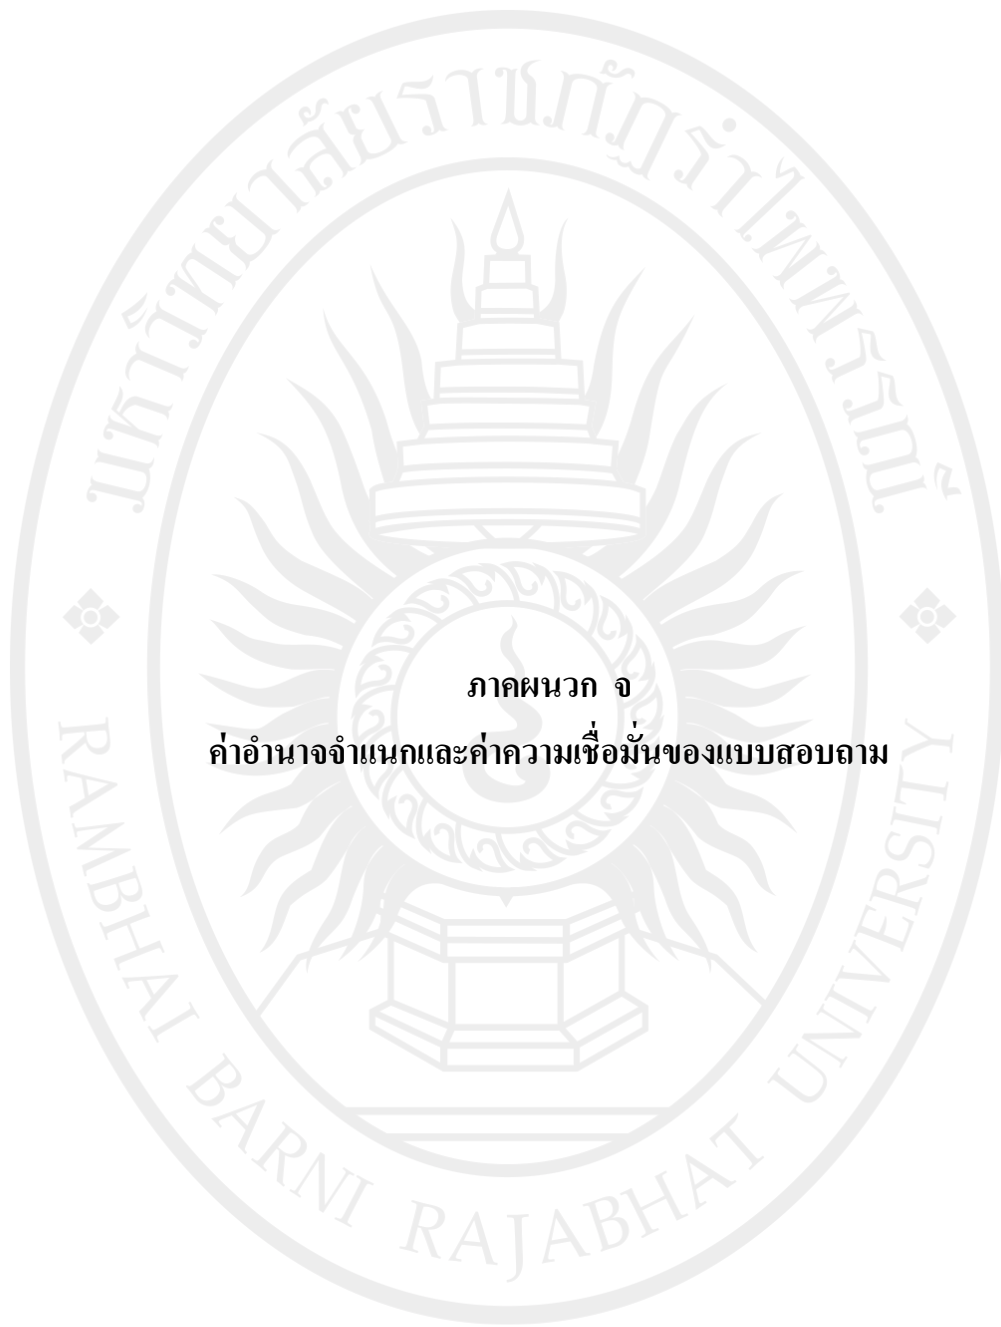 มหาวิทยาลัยราชภัฏรำไพพรรณี
ภาคผนวก จ
ค่าอำนาจจำแนกและค่าความเชื่อมั่นของแบบสอบถาม
RAMBHAI BARNI RAJABHAT UNIVERSITY